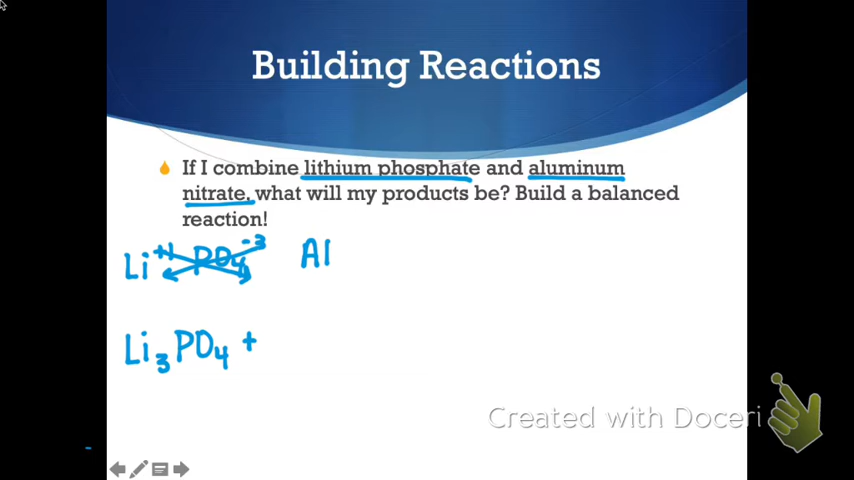 Building Reactions
If I combine lithium phosphate and aluminum
nitrate, what will my products be? Build a balanced
reaction!
Li⁺¹ PO₄⁻³ Al
Li₃PO₄ +
Created with Doceri